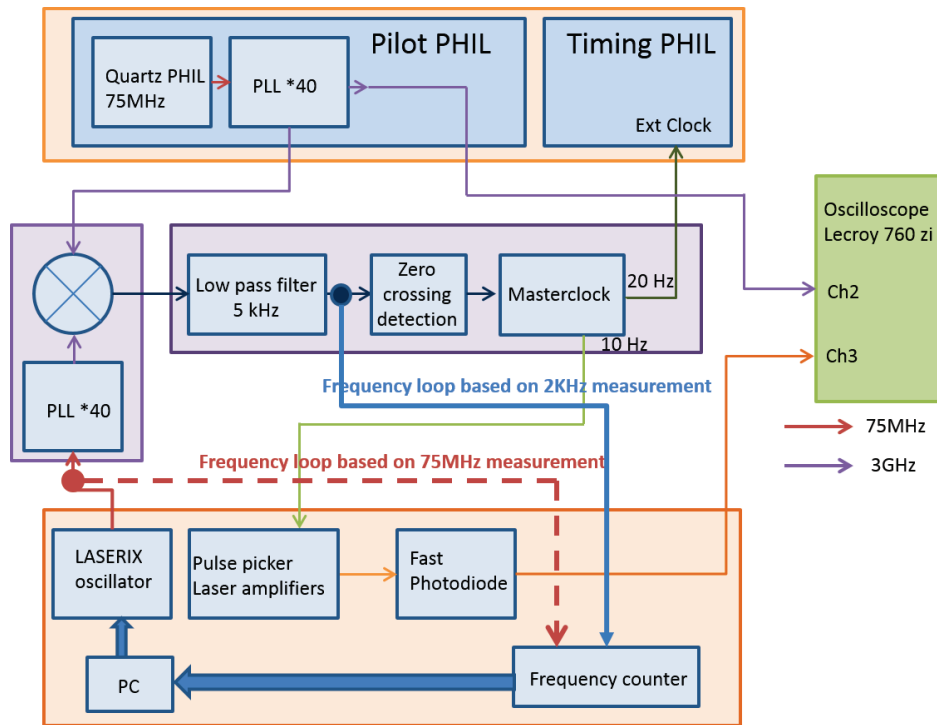 Pilot PHIL
Timing PHIL
Quartz PHIL
75MHz
PLL *40
Ext Clock
Oscilloscope
Lecroy 760 zi
Ch2
Ch3
Low pass filter
5 kHz
Zero
crossing
detection
Masterclock
20 Hz
10 Hz
PLL *40
Frequency loop based on 2KHz measurement
75MHz
3GHz
Frequency loop based on 75MHz measurement
LASERIX
oscillator
Pulse picker
Laser amplifiers
Fast
Photodiode
PC
Frequency counter